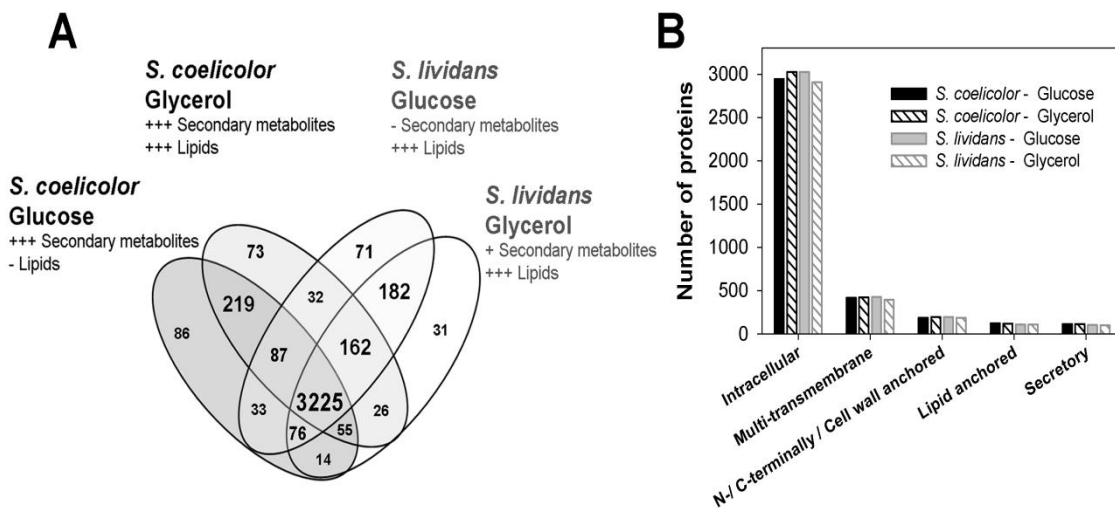 A
S. coelicolor
Glycerol
+++ Secondary metabolites
+++ Lipids
S. lividans
Glucose
- Secondary metabolites
+++ Lipids
S. coelicolor
Glucose
+++ Secondary metabolites
- Lipids
S. lividans
Glycerol
+ Secondary metabolites
+++ Lipids
73
71
219
32
182
86
87
162
31
33
3225
26
76
55
14
B
Number of proteins
3000
2500
2000
1500
1000
500
0
S. coelicolor - Glucose
S. coelicolor - Glycerol
S. lividans - Glucose
S. lividans - Glycerol
Intracellular
Multi-transmembrane
N-/ C-terminally / Cell wall anchored
Lipid anchored
Secretory